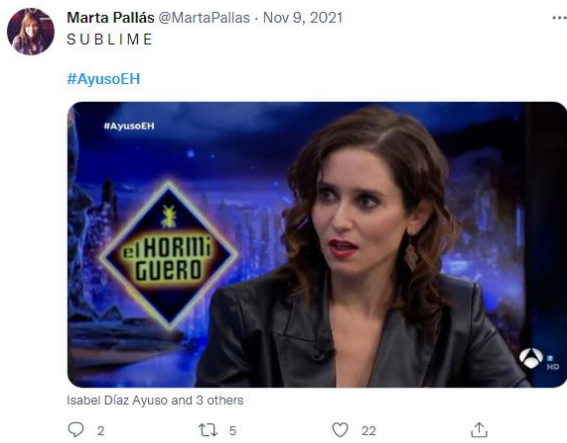 Marta Pallás @MartaPallas · Nov 9, 2021
S U B L I M E
#AyusoEH
#AyusoEH
el HORMi
GUERO
HD
Isabel Díaz Ayuso and 3 others
2 5 22